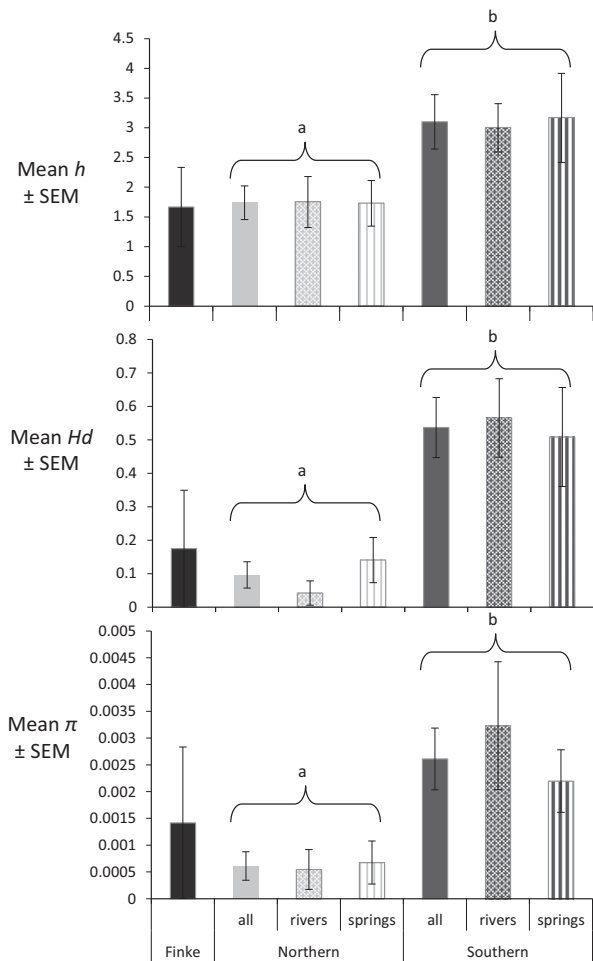 b
4.5
4
3.5
a
3
2.5
Mean h
± SEM
2
1.5
1
0.5
0
0.8
b
0.7
0.6
Mean Hd
± SEM
0.5
a
0.4
0.3
0.2
0.1
0
0.005
b
0.0045
0.004
0.0035
Mean π
± SEM
0.003
0.0025
a
0.002
0.0015
0.001
0.0005
0
all rivers springs all rivers springs
Finke Northern Southern